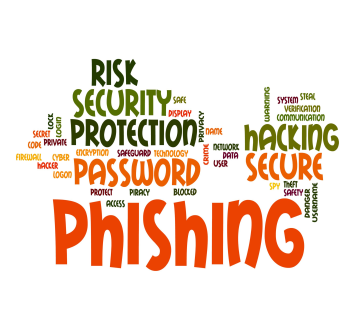 RISK
SECURITY
SAFE
DISPLAY
PROTECTION
PRIVACY
NAME
LOCK
LOGIN
SECRET
CODE
PRIVATE
FIREWALL
CYBER
ENCRYPTION
SAFEGUARD
TECHNOLOGY
CRIME
NETWORK
DATA
USER
HACKER
LOGON
PASSWORD
PROTECT
PIRACY
BLOCKED
ACCESS
WARNING
SYSTEM
STEAL
VERIFICATION
COMMUNICATION
HACKING
SECURE
SPY
THEFT
SAFETY
DANGER
USERNAME
PHISHING